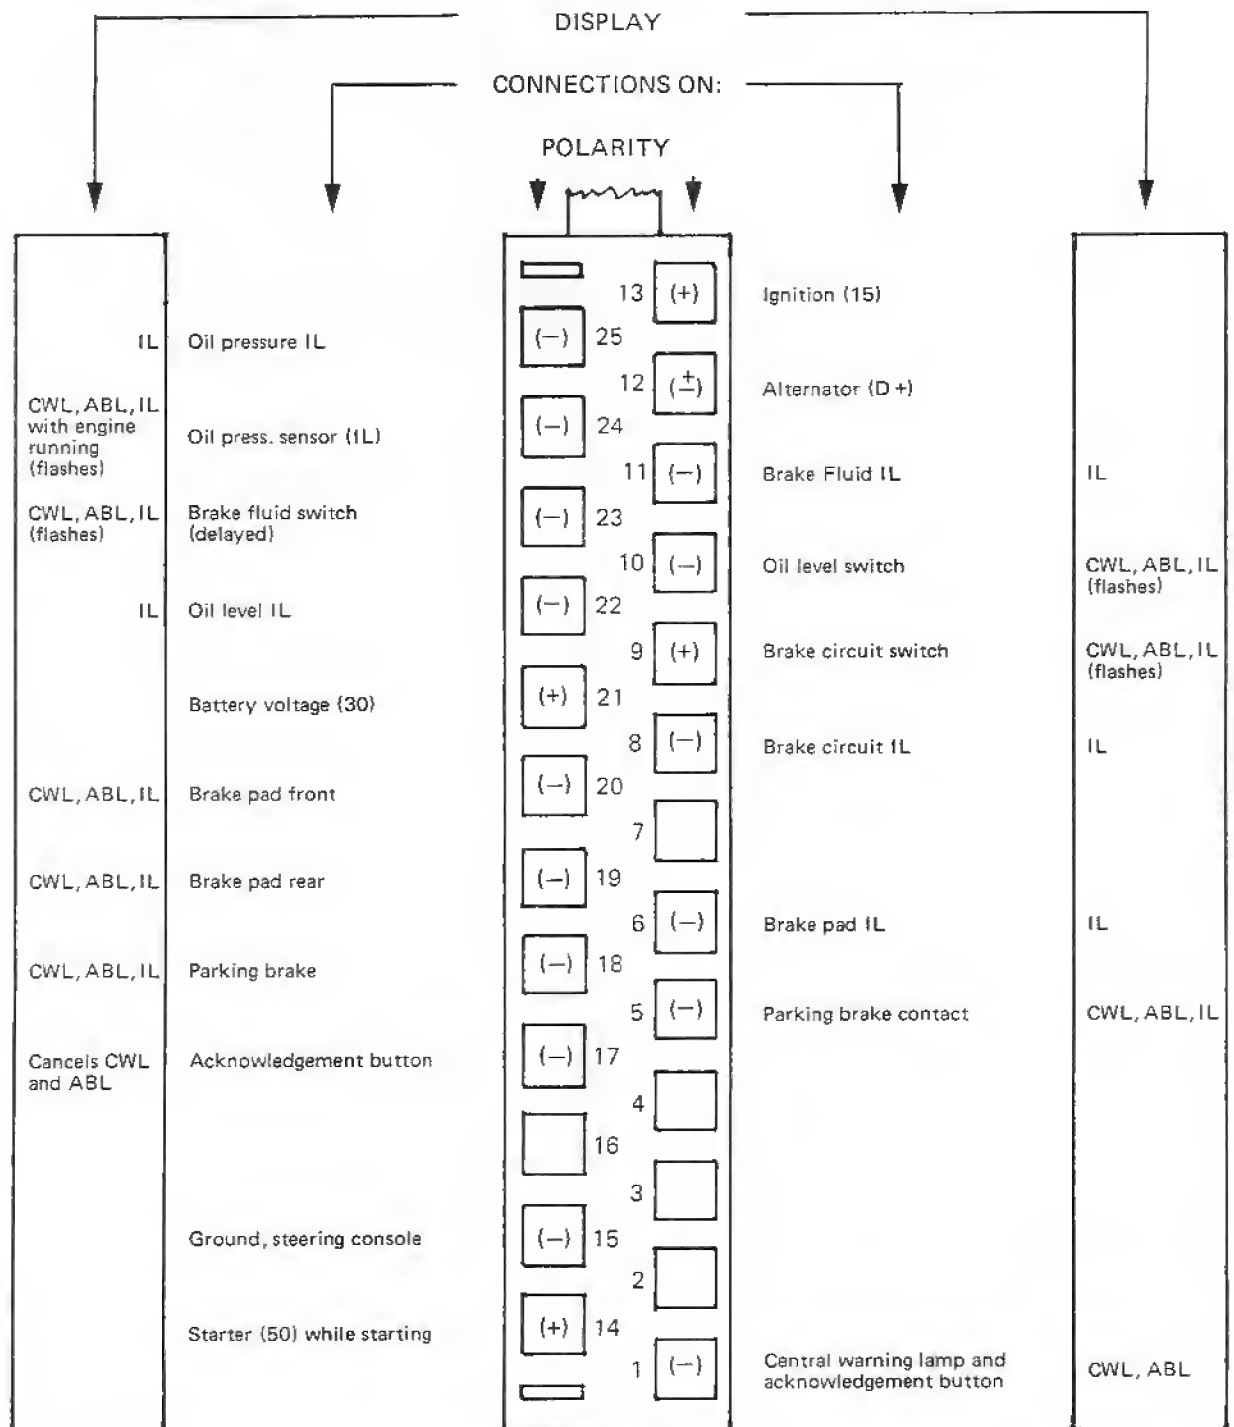 DISPLAY
CONNECTIONS ON:
POLARITY
13 (+) Ignition (15)
IL Oil pressure IL (−) 25
12 (±) Alternator (D+)
CWL, ABL, IL
with engine
running
(flashes)
Oil press. sensor (IL) (−) 24
11 (−) Brake Fluid IL IL
CWL, ABL, IL
(flashes)
Brake fluid switch
(delayed)
(−) 23
10 (−) Oil level switch CWL, ABL, IL
(flashes)
IL Oil level IL (−) 22
9 (+) Brake circuit switch CWL, ABL, IL
(flashes)
Battery voltage (30) (+) 21
8 (−) Brake circuit IL IL
CWL, ABL, IL Brake pad front (−) 20
7
CWL, ABL, IL Brake pad rear (−) 19
6 (−) Brake pad IL IL
CWL, ABL, IL Parking brake (−) 18
5 (−) Parking brake contact CWL, ABL, IL
Cancels CWL
and ABL
Acknowledgement button (−) 17
4
16
3
Ground, steering console (−) 15
2
Starter (50) while starting (+) 14
1 (−) Central warning lamp and
acknowledgement button
CWL, ABL